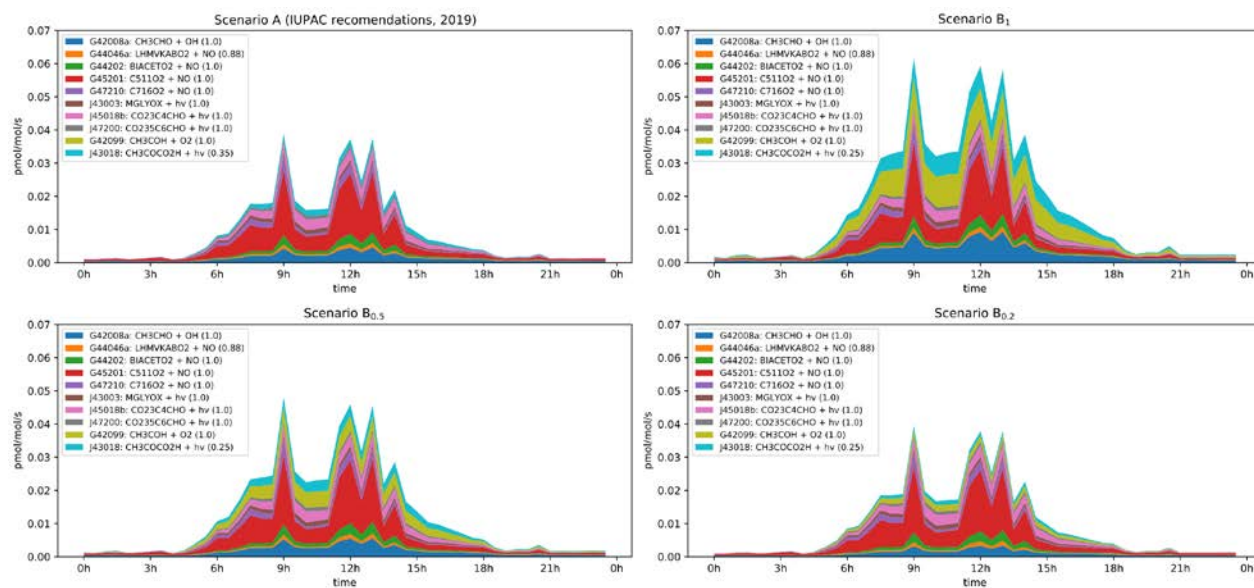 Scenario A (IUPAC recomendations, 2019)
0.07
0.06
0.05
0.04
0.03
0.02
0.01
0.00
pmol/mol/s
G42008a: CH3CHO + OH (1.0)
G44046a: LHMVKABO2 + NO (0.88)
G44202: BIACETO2 + NO (1.0)
G45201: C511O2 + NO (1.0)
G47210: C716O2 + NO (1.0)
J43003: MGLYOX + hv (1.0)
J45018b: CO23C4CHO + hv (1.0)
J47200: CO235C6CHO + hv (1.0)
G42099: CH3COH + O2 (1.0)
J43018: CH3COCO2H + hv (0.35)
0h 3h 6h 9h 12h 15h 18h 21h 0h
time
Scenario B1
0.07
0.06
0.05
0.04
0.03
0.02
0.01
0.00
pmol/mol/s
G42008a: CH3CHO + OH (1.0)
G44046a: LHMVKABO2 + NO (0.88)
G44202: BIACETO2 + NO (1.0)
G45201: C511O2 + NO (1.0)
G47210: C716O2 + NO (1.0)
J43003: MGLYOX + hv (1.0)
J45018b: CO23C4CHO + hv (1.0)
J47200: CO235C6CHO + hv (1.0)
G42099: CH3COH + O2 (1.0)
J43018: CH3COCO2H + hv (0.25)
0h 3h 6h 9h 12h 15h 18h 21h 0h
time
Scenario B0.5
0.07
0.06
0.05
0.04
0.03
0.02
0.01
0.00
pmol/mol/s
G42008a: CH3CHO + OH (1.0)
G44046a: LHMVKABO2 + NO (0.88)
G44202: BIACETO2 + NO (1.0)
G45201: C511O2 + NO (1.0)
G47210: C716O2 + NO (1.0)
J43003: MGLYOX + hv (1.0)
J45018b: CO23C4CHO + hv (1.0)
J47200: CO235C6CHO + hv (1.0)
G42099: CH3COH + O2 (1.0)
J43018: CH3COCO2H + hv (0.25)
0h 3h 6h 9h 12h 15h 18h 21h 0h
time
Scenario B0.2
0.07
0.06
0.05
0.04
0.03
0.02
0.01
0.00
pmol/mol/s
G42008a: CH3CHO + OH (1.0)
G44046a: LHMVKABO2 + NO (0.88)
G44202: BIACETO2 + NO (1.0)
G45201: C511O2 + NO (1.0)
G47210: C716O2 + NO (1.0)
J43003: MGLYOX + hv (1.0)
J45018b: CO23C4CHO + hv (1.0)
J47200: CO235C6CHO + hv (1.0)
G42099: CH3COH + O2 (1.0)
J43018: CH3COCO2H + hv (0.25)
0h 3h 6h 9h 12h 15h 18h 21h 0h
time